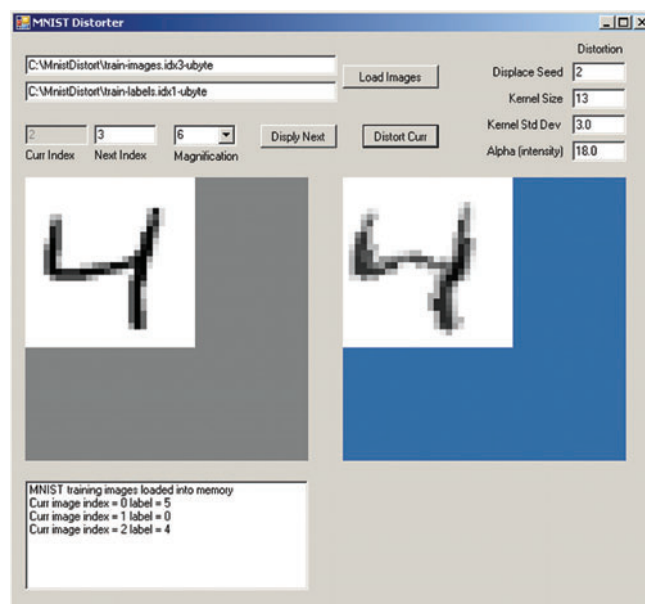 MNIST Distorter
Distortion
C:\MnistDistort\train-images.idx3-ubyte
Load Images
Displace Seed 2
C:\MnistDistort\train-labels.idx1-ubyte
Kernel Size 13
2 3 6 Disply Next Distort Curr
Kernel Std Dev 3.0
Curr Index Next Index Magnification
Alpha (intensity) 18.0
4 4
MNIST training images loaded into memory
Curr image index = 0 label = 5
Curr image index = 1 label = 0
Curr image index = 2 label = 4